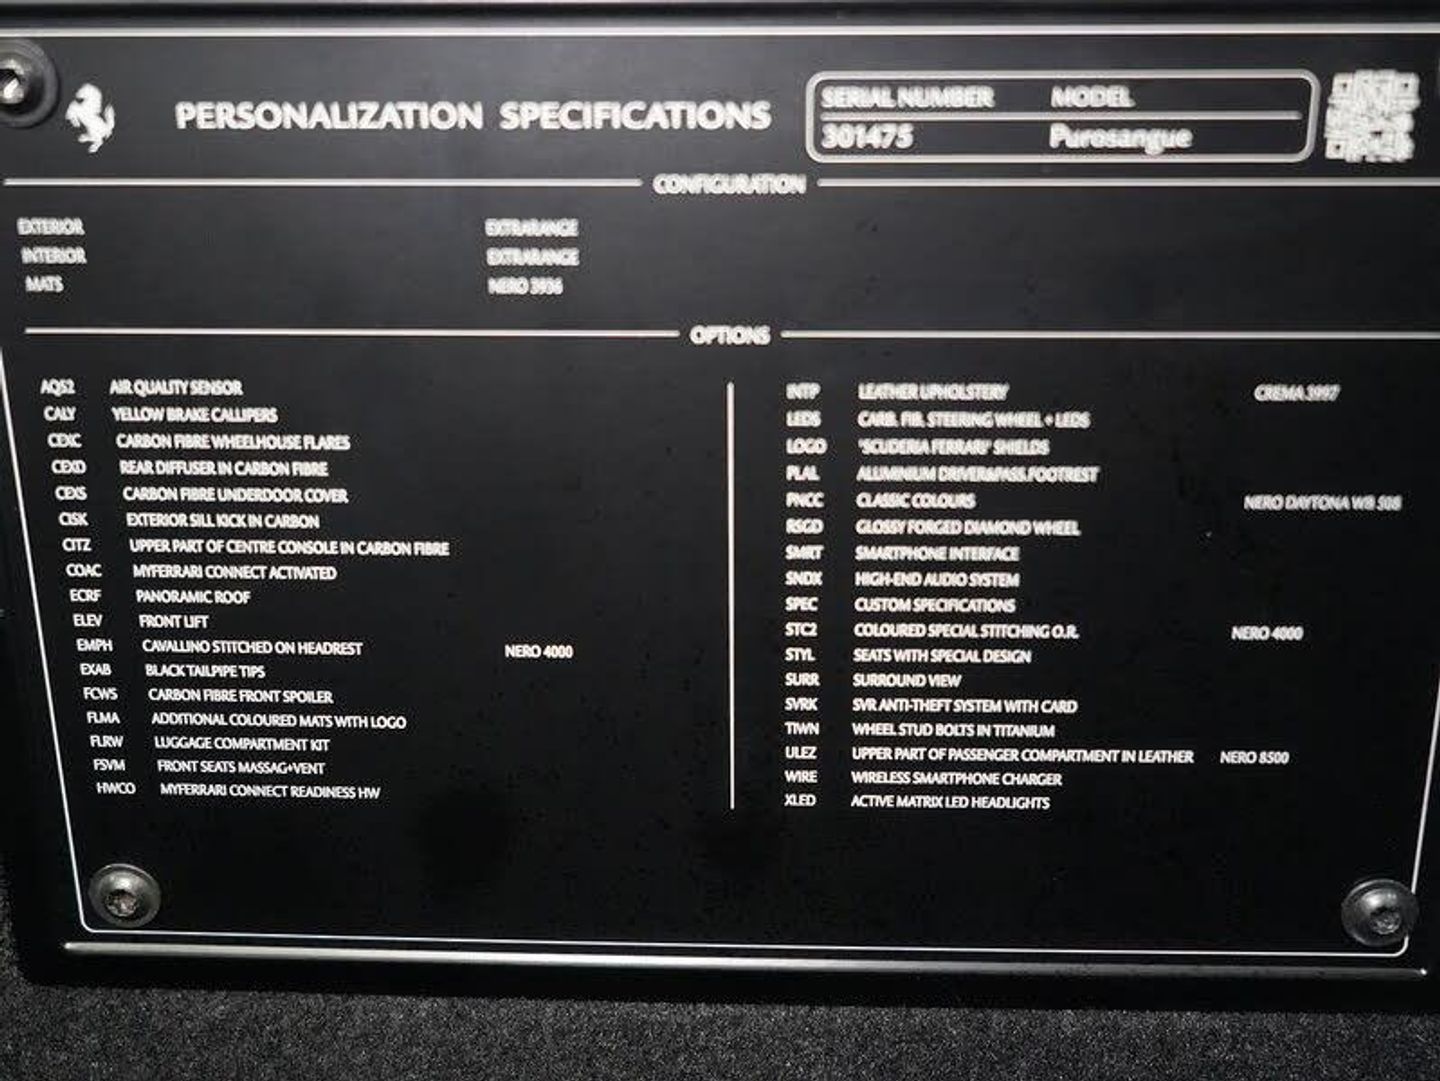 PERSONALIZATION SPECIFICATIONS
SERIAL NUMBER MODEL
301475 Purosangue
CONFIGURATION
EXTERIOR EXTRARANGE
INTERIOR EXTRARANGE
MATS NERO 3936
OPTIONS
AQS2 AIR QUALITY SENSOR
CALY YELLOW BRAKE CALLIPERS
CEXC CARBON FIBRE WHEELHOUSE FLARES
CEXD REAR DIFFUSER IN CARBON FIBRE
CEXS CARBON FIBRE UNDERDOOR COVER
CISK EXTERIOR SILL KICK IN CARBON
CITZ UPPER PART OF CENTRE CONSOLE IN CARBON FIBRE
COAC MYFERRARI CONNECT ACTIVATED
ECRF PANORAMIC ROOF
ELEV FRONT LIFT
EMPH CAVALLINO STITCHED ON HEADREST NERO 4000
EXAB BLACK TAILPIPE TIPS
FCWS CARBON FIBRE FRONT SPOILER
FLMA ADDITIONAL COLOURED MATS WITH LOGO
FLRW LUGGAGE COMPARTMENT KIT
FSVM FRONT SEATS MASSAG+VENT
HWCO MYFERRARI CONNECT READINESS HW
INTP LEATHER UPHOLSTERY CREMA 3997
LEDS CARB. FIB. STEERING WHEEL + LEDS
LOGO "SCUDERIA FERRARI" SHIELDS
PLAL ALUMINIUM DRIVER&PASS.FOOTREST
PNCC CLASSIC COLOURS NERO DAYTONA WB 508
RSGD GLOSSY FORGED DIAMOND WHEEL
SMRT SMARTPHONE INTERFACE
SNDX HIGH-END AUDIO SYSTEM
SPEC CUSTOM SPECIFICATIONS
STC2 COLOURED SPECIAL STITCHING O.R. NERO 4000
STYL SEATS WITH SPECIAL DESIGN
SURR SURROUND VIEW
SVRK SVR ANTI-THEFT SYSTEM WITH CARD
TIWN WHEEL STUD BOLTS IN TITANIUM
ULEZ UPPER PART OF PASSENGER COMPARTMENT IN LEATHER NERO 8500
WIRE WIRELESS SMARTPHONE CHARGER
XLED ACTIVE MATRIX LED HEADLIGHTS